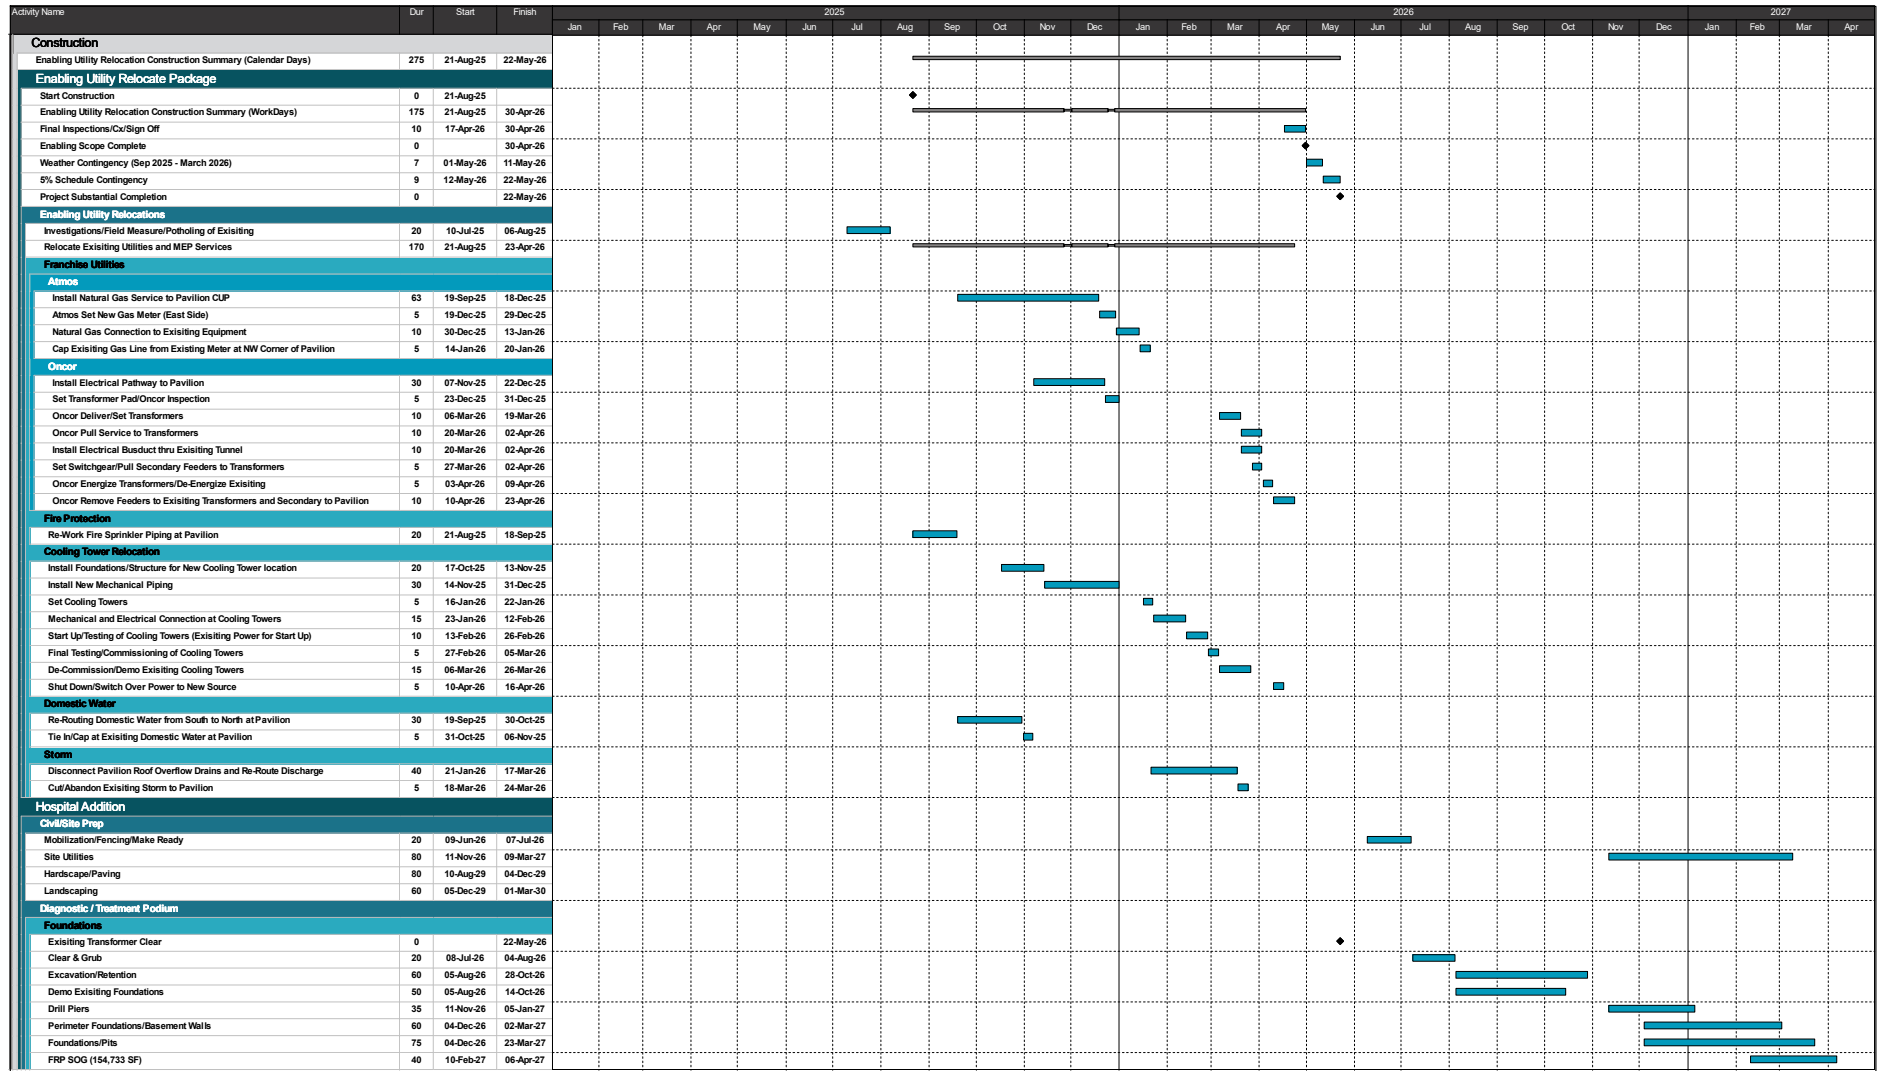 Activity Name Dur Start Finish 2025 2026 2027
Jan Feb Mar Apr May Jun Jul Aug Sep Oct Nov Dec Jan Feb Mar Apr May Jun Jul Aug Sep Oct Nov Dec Jan Feb Mar Apr
Construction
Enabling Utility Relocation Construction Summary (Calendar Days) 275 21-Aug-25 22-May-26
Enabling Utility Relocate Package
Start Construction 0 21-Aug-25
Enabling Utility Relocation Construction Summary (WorkDays) 175 21-Aug-25 30-Apr-26
Final Inspections/Cx/Sign Off 10 17-Apr-26 30-Apr-26
Enabling Scope Complete 0 30-Apr-26
Weather Contingency (Sep 2025 - March 2026) 7 01-May-26 11-May-26
5% Schedule Contingency 9 12-May-26 22-May-26
Project Substantial Completion 0 22-May-26
Enabling Utility Relocations
Investigations/Field Measure/Potholing of Exisiting 20 10-Jul-25 06-Aug-25
Relocate Exisiting Utilities and MEP Services 170 21-Aug-25 23-Apr-26
Franchise Utilities
Atmos
Install Natural Gas Service to Pavilion CUP 63 19-Sep-25 18-Dec-25
Atmos Set New Gas Meter (East Side) 5 19-Dec-25 29-Dec-25
Natural Gas Connection to Exisiting Equipment 10 30-Dec-25 13-Jan-26
Cap Exisiting Gas Line from Existing Meter at NW Corner of Pavilion 5 14-Jan-26 20-Jan-26
Oncor
Install Electrical Pathway to Pavilion 30 07-Nov-25 22-Dec-25
Set Transformer Pad/Oncor Inspection 5 23-Dec-25 31-Dec-25
Oncor Deliver/Set Transformers 10 06-Mar-26 19-Mar-26
Oncor Pull Service to Transformers 10 20-Mar-26 02-Apr-26
Install Electrical Busduct thru Exisiting Tunnel 10 20-Mar-26 02-Apr-26
Set Switchgear/Pull Secondary Feeders to Transformers 5 27-Mar-26 02-Apr-26
Oncor Energize Transformers/De-Energize Exisiting 5 03-Apr-26 09-Apr-26
Oncor Remove Feeders to Exisiting Transformers and Secondary to Pavilion 10 10-Apr-26 23-Apr-26
Fire Protection
Re-Work Fire Sprinkler Piping at Pavilion 20 21-Aug-25 18-Sep-25
Cooling Tower Relocation
Install Foundations/Structure for New Cooling Tower location 20 17-Oct-25 13-Nov-25
Install New Mechanical Piping 30 14-Nov-25 31-Dec-25
Set Cooling Towers 5 16-Jan-26 22-Jan-26
Mechanical and Electrical Connection at Cooling Towers 15 23-Jan-26 12-Feb-26
Start Up/Testing of Cooling Towers (Exisiting Power for Start Up) 10 13-Feb-26 26-Feb-26
Final Testing/Commissioning of Cooling Towers 5 27-Feb-26 05-Mar-26
De-Commission/Demo Exisiting Cooling Towers 15 06-Mar-26 26-Mar-26
Shut Down/Switch Over Power to New Source 5 10-Apr-26 16-Apr-26
Domestic Water
Re-Routing Domestic Water from South to North at Pavilion 30 19-Sep-25 30-Oct-25
Tie In/Cap at Exisiting Domestic Water at Pavilion 5 31-Oct-25 06-Nov-25
Storm
Disconnect Pavilion Roof Overflow Drains and Re-Route Discharge 40 21-Jan-26 17-Mar-26
Cut/Abandon Exisiting Storm to Pavilion 5 18-Mar-26 24-Mar-26
Hospital Addition
Civil/Site Prep
Mobilization/Fencing/Make Ready 20 09-Jun-26 07-Jul-26
Site Utilities 80 11-Nov-26 09-Mar-27
Hardscape/Paving 80 10-Aug-29 04-Dec-29
Landscaping 60 05-Dec-29 01-Mar-30
Diagnostic / Treatment Podium
Foundations
Exisiting Transformer Clear 0 22-May-26
Clear & Grub 20 08-Jul-26 04-Aug-26
Excavation/Retention 60 05-Aug-26 28-Oct-26
Demo Exisiting Foundations 50 05-Aug-26 14-Oct-26
Drill Piers 35 11-Nov-26 05-Jan-27
Perimeter Foundations/Basement Walls 60 04-Dec-26 02-Mar-27
Foundations/Pits 75 04-Dec-26 23-Mar-27
FRP SOG (154,733 SF) 40 10-Feb-27 06-Apr-27